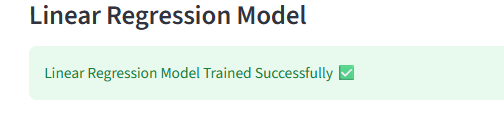 Linear Regression Model
Linear Regression Model Trained Successfully ✅